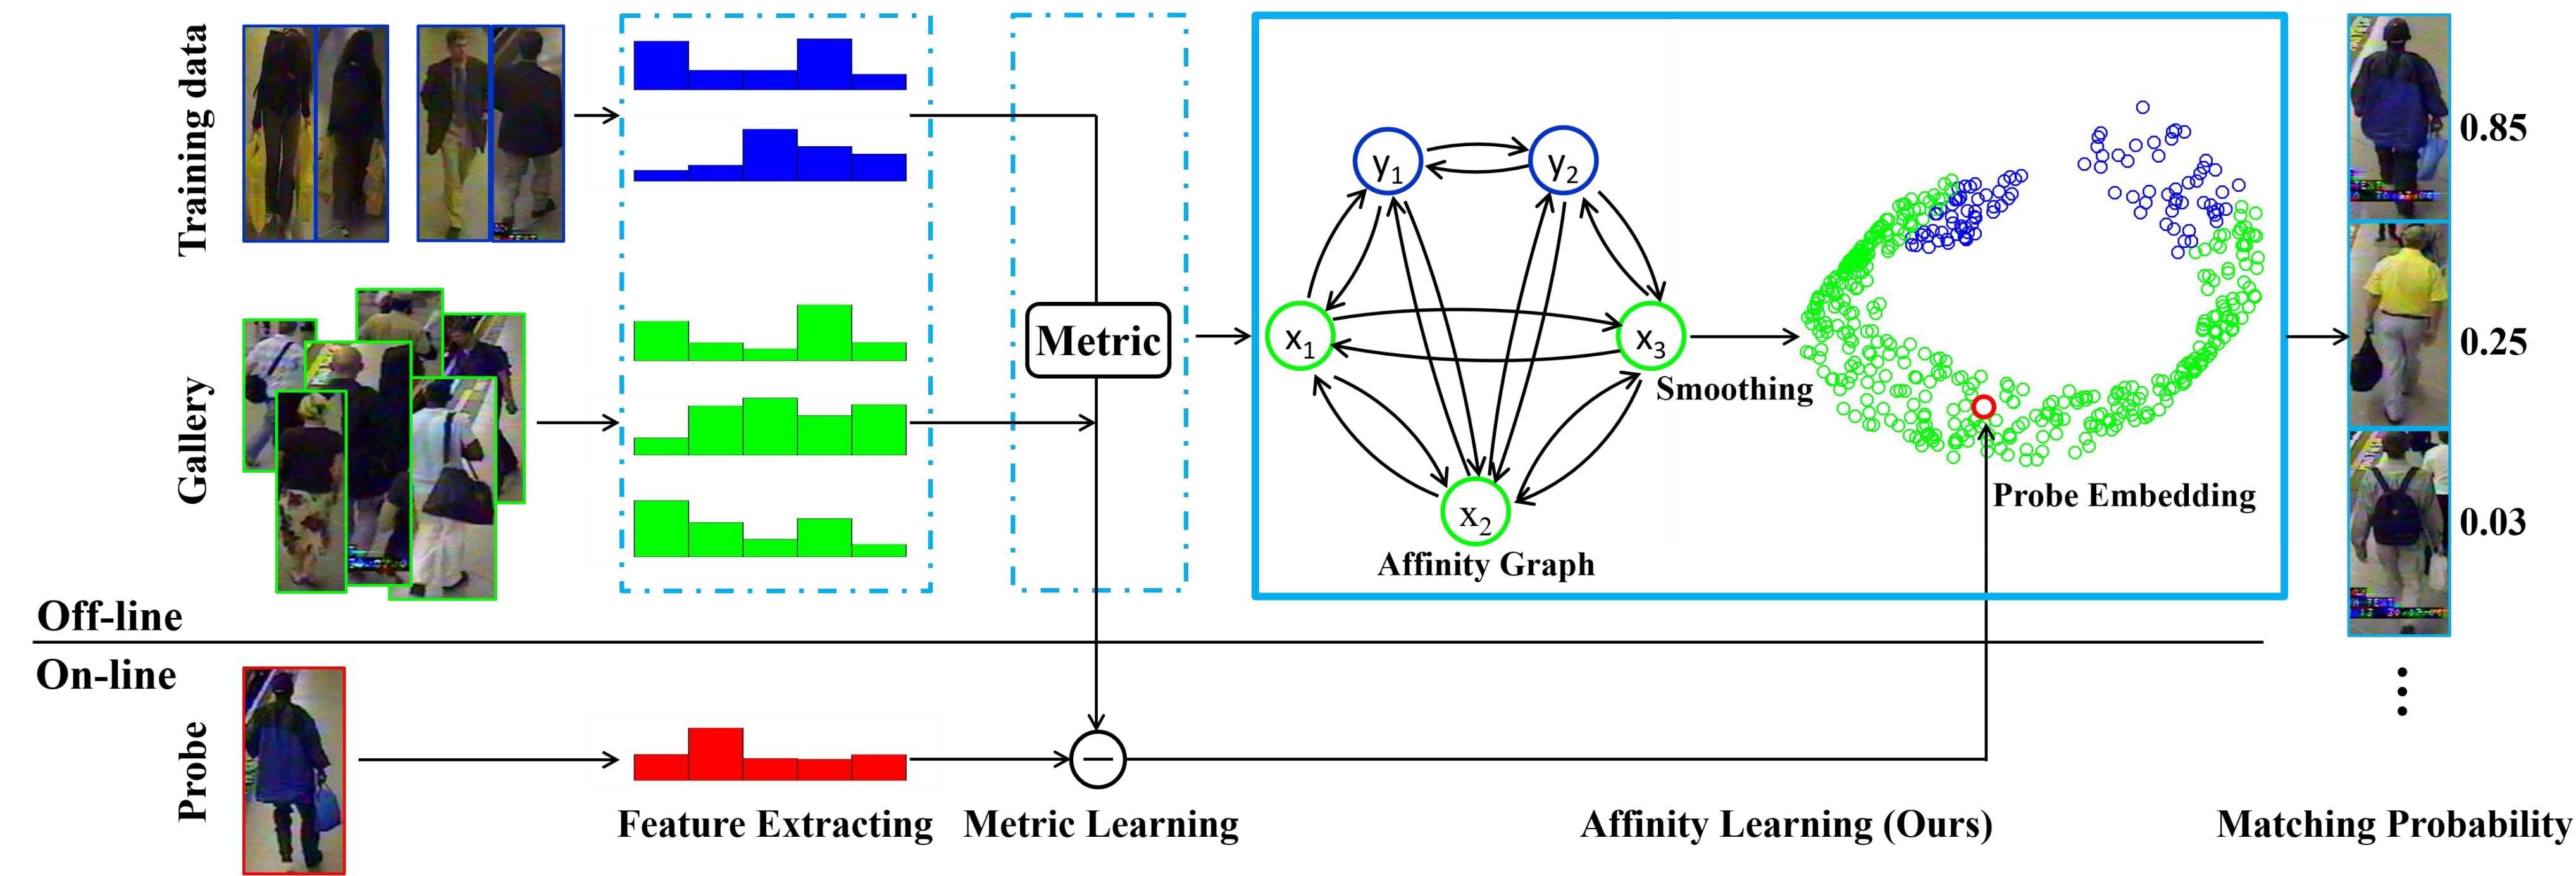 Training data
Gallery
Off-line
On-line
Probe
Metric
y1
y2
x1
x3
x2
Smoothing
Affinity Graph
Probe Embedding
0.85
0.25
0.03
Feature Extracting
Metric Learning
Affinity Learning (Ours)
Matching Probability